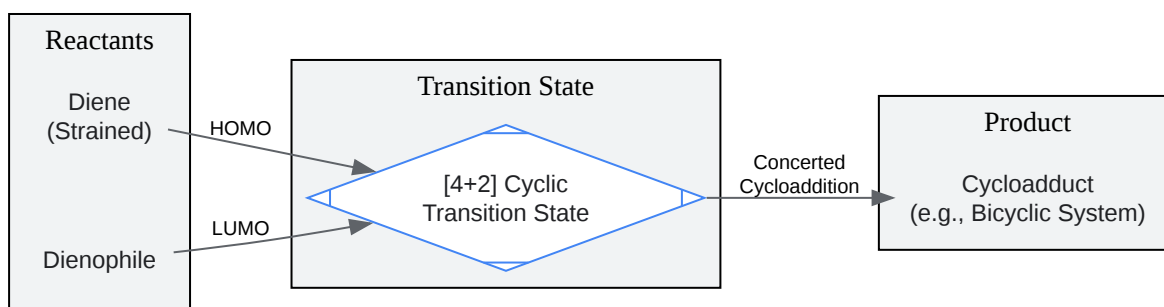 Reactants
Diene
(Strained)
Dienophile
HOMO
LUMO
Transition State
[4+2] Cyclic
Transition State
Concerted
Cycloaddition
Product
Cycloadduct
(e.g., Bicyclic System)